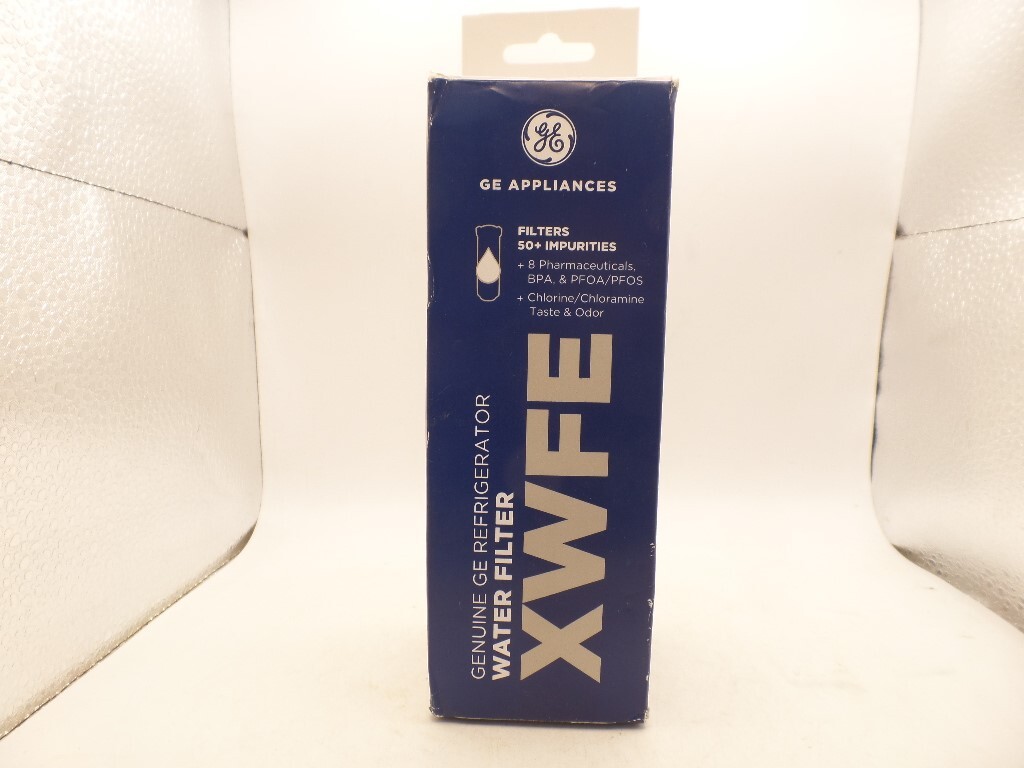 GE
GE APPLIANCES
FILTERS
50+ IMPURITIES
+ 8 Pharmaceuticals,
BPA, & PFOA/PFOS
+ Chlorine/Chloramine
Taste & Odor
GENUINE GE REFRIGERATOR
WATER FILTER
XWFE